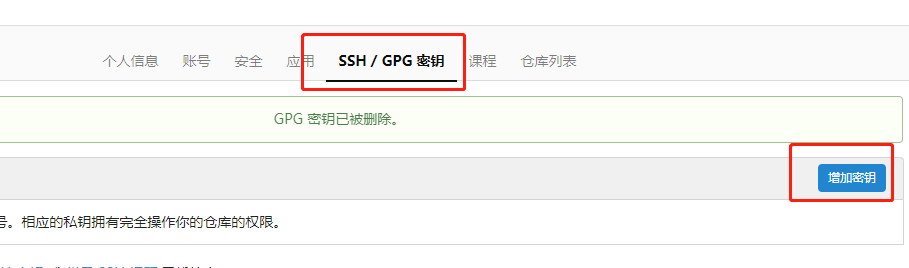 个人信息 账号 安全 应用 SSH / GPG 密钥 课程 仓库列表
GPG 密钥已被删除。
增加密钥
号。相应的私钥拥有完全操作你的仓库的权限。